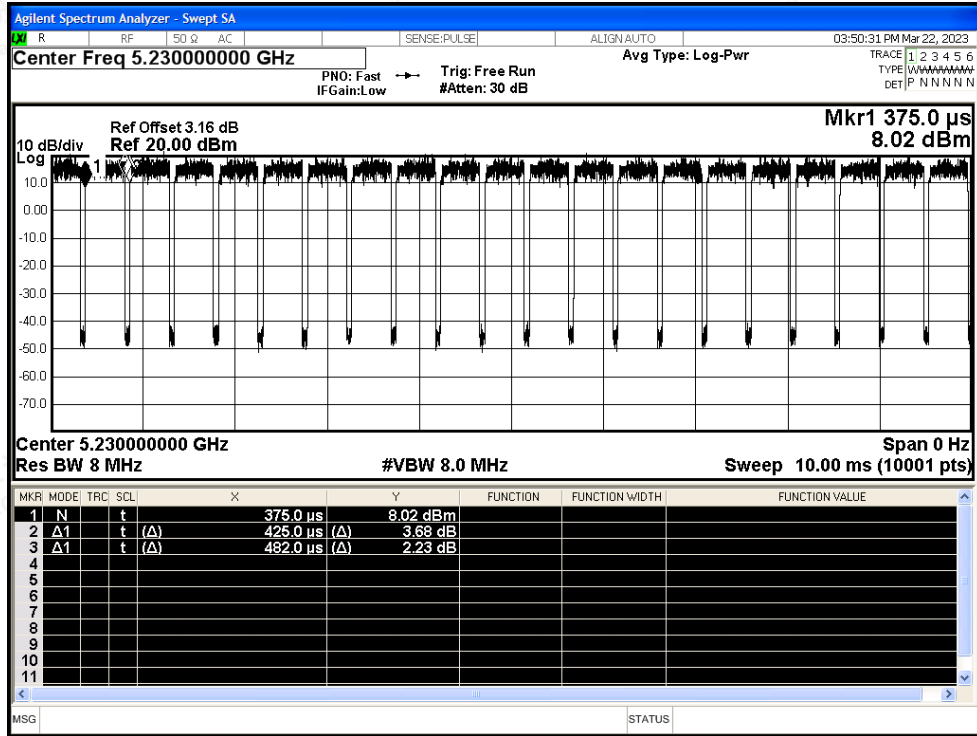 Agilent Spectrum Analyzer - Swept SA
LXI R RF 50 Ω AC SENSE:PULSE ALIGN AUTO 03:50:31 PM Mar 22, 2023
Center Freq 5.230000000 GHz Avg Type: Log-Pwr TRACE 1 2 3 4 5 6
PNO: Fast Trig: Free Run TYPE WWWWWW
IFGain:Low #Atten: 30 dB DET P N N N N N
Mkr1 375.0 µs
Ref Offset 3.16 dB
10 dB/div Ref 20.00 dBm 8.02 dBm
Log
1
10.0
0.00
-10.0
-20.0
-30.0
-40.0
-50.0
-60.0
-70.0
Center 5.230000000 GHz Span 0 Hz
Res BW 8 MHz #VBW 8.0 MHz Sweep 10.00 ms (10001 pts)
MKR MODE TRC SCL X Y FUNCTION FUNCTION WIDTH FUNCTION VALUE
1 N t 375.0 µs 8.02 dBm
2 Δ1 t (Δ) 425.0 µs (Δ) 3.68 dB
3 Δ1 t (Δ) 482.0 µs (Δ) 2.23 dB
4
5
6
7
8
9
10
11
MSG STATUS